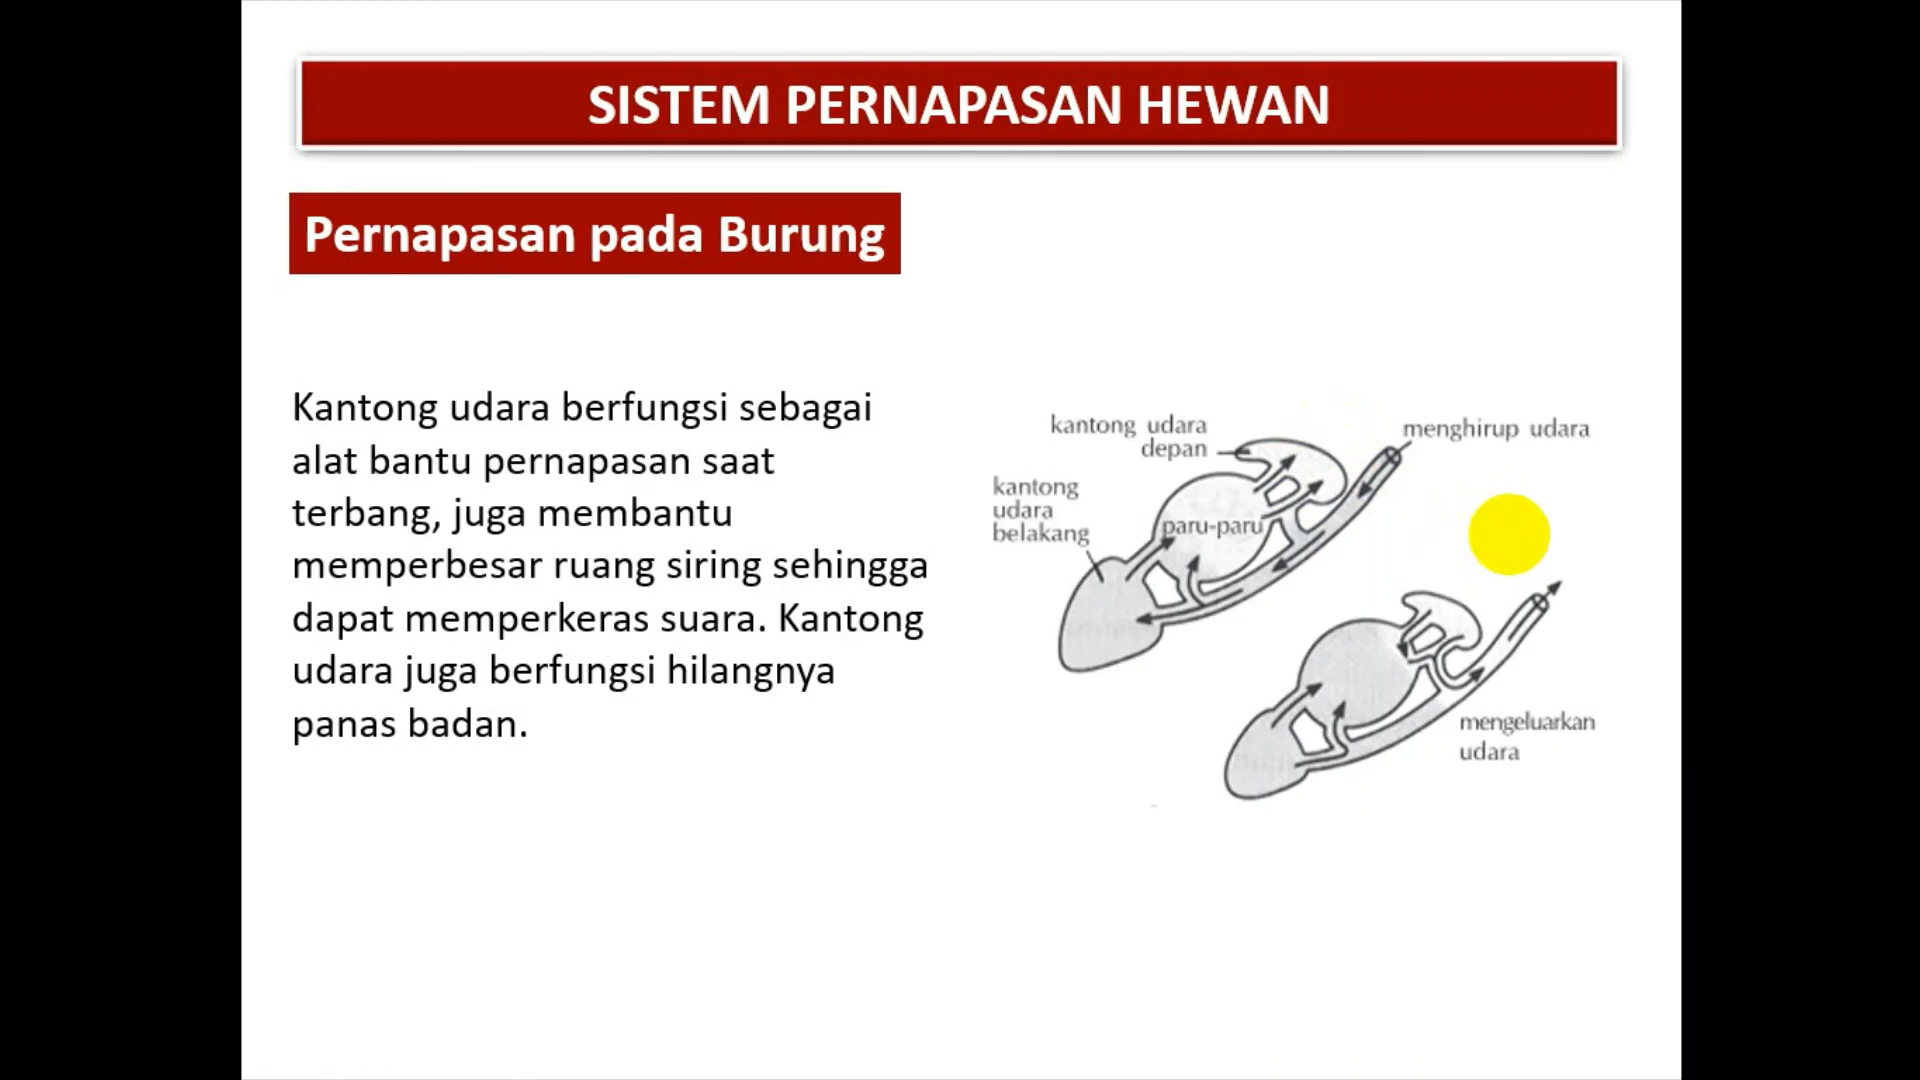 SISTEM PERNAPASAN HEWAN
Pernapasan pada Burung
Kantong udara berfungsi sebagai
alat bantu pernapasan saat
terbang, juga membantu
memperbesar ruang siring sehingga
dapat memperkeras suara. Kantong
udara juga berfungsi hilangnya
panas badan.
kantong udara
depan
menghirup udara
kantong
udara
belakang
paru-paru
mengeluarkan
udara